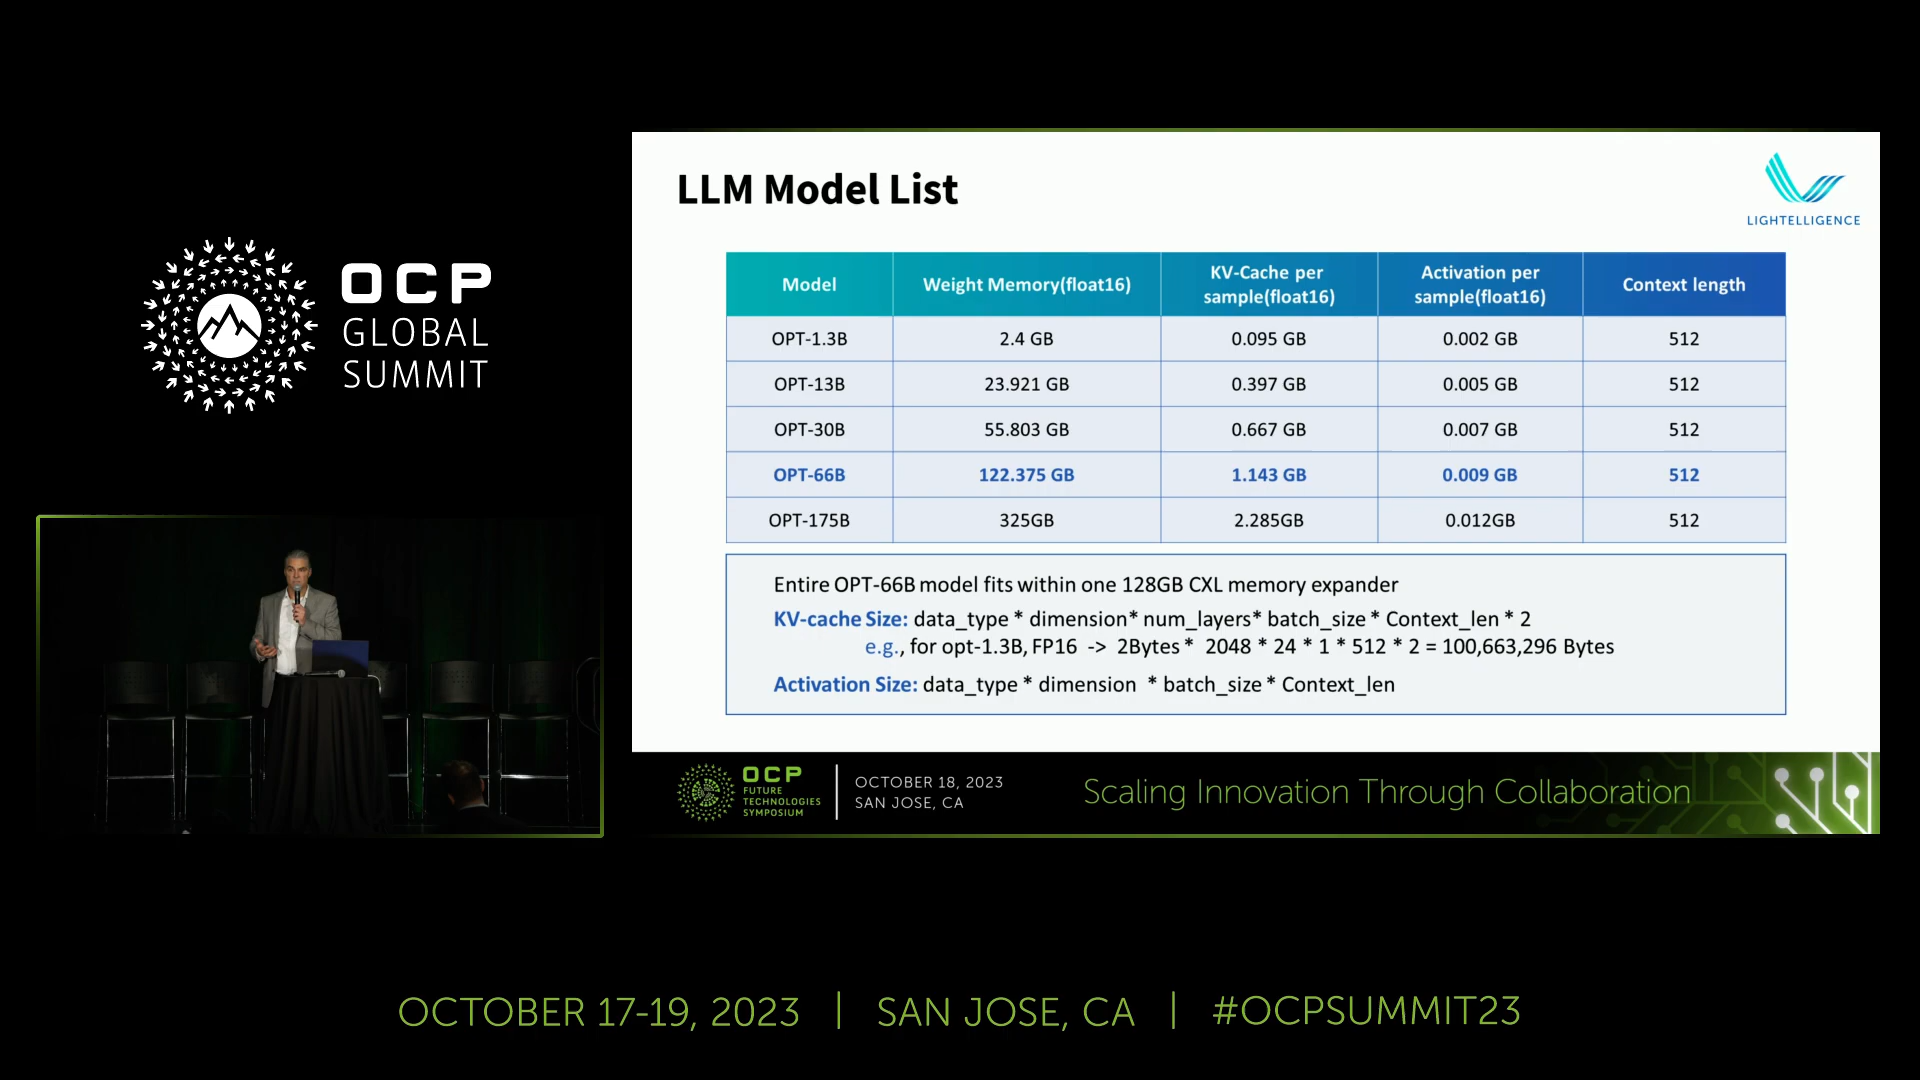 OCP
GLOBAL
SUMMIT
LLM Model List
LIGHTELLIGENCE
Model Weight Memory(float16) KV-Cache per sample(float16) Activation per sample(float16) Context length
OPT-1.3B 2.4 GB 0.095 GB 0.002 GB 512
OPT-13B 23.921 GB 0.397 GB 0.005 GB 512
OPT-30B 55.803 GB 0.667 GB 0.007 GB 512
OPT-66B 122.375 GB 1.143 GB 0.009 GB 512
OPT-175B 325GB 2.285GB 0.012GB 512
Entire OPT-66B model fits within one 128GB CXL memory expander
KV-cache Size: data_type * dimension* num_layers* batch_size * Context_len * 2
e.g., for opt-1.3B, FP16 -> 2Bytes * 2048 * 24 * 1 * 512 * 2 = 100,663,296 Bytes
Activation Size: data_type * dimension * batch_size * Context_len
OCP
FUTURE
TECHNOLOGIES
SYMPOSIUM
OCTOBER 18, 2023
SAN JOSE, CA
Scaling Innovation Through Collaboration
OCTOBER 17-19, 2023 | SAN JOSE, CA | #OCPSUMMIT23